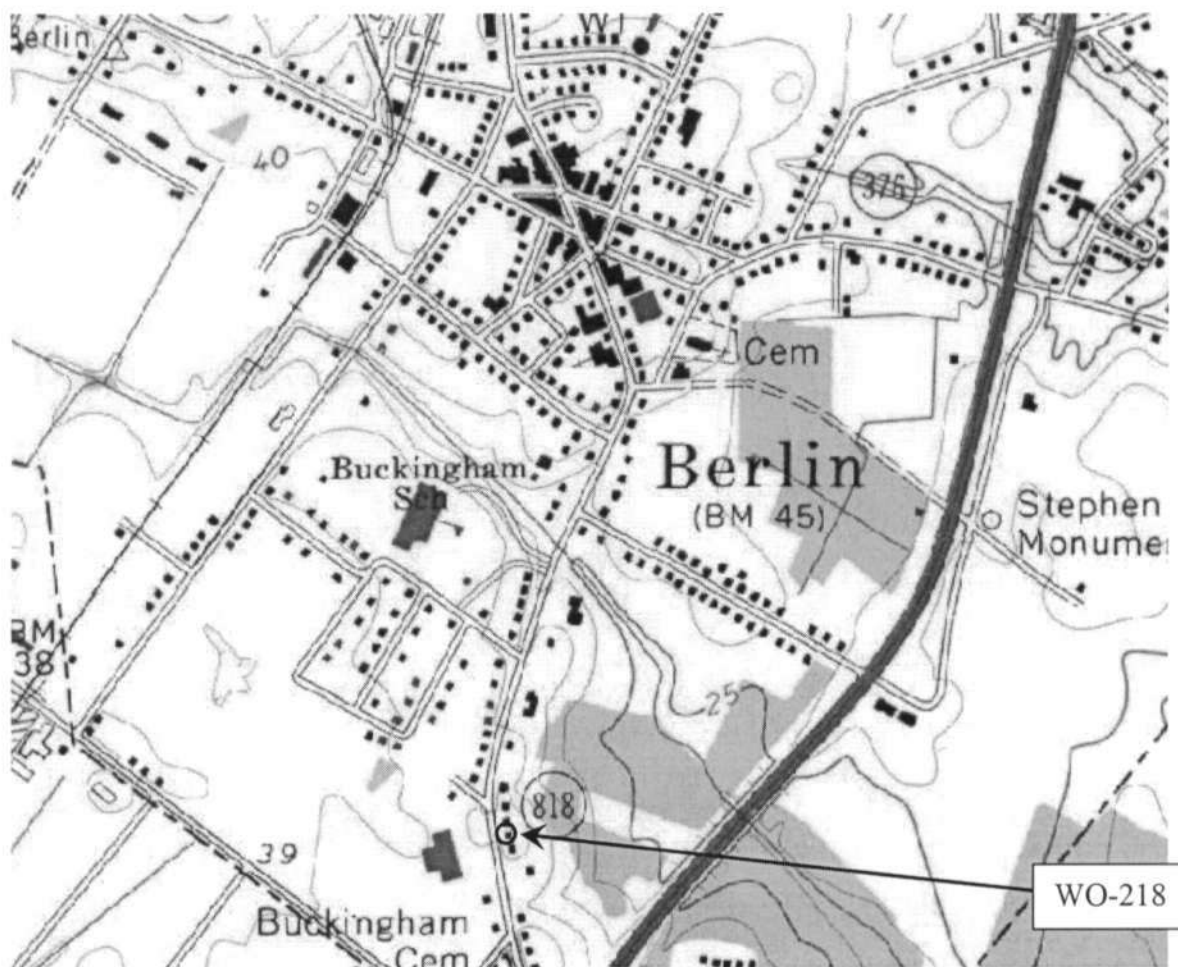 Berlin
WT
40
376
Cem
Berlin
(BM 45)
Buckingham
Sch
Stephen
Monume
BM
38
25
818
39
WO-218
Buckingham
Cem